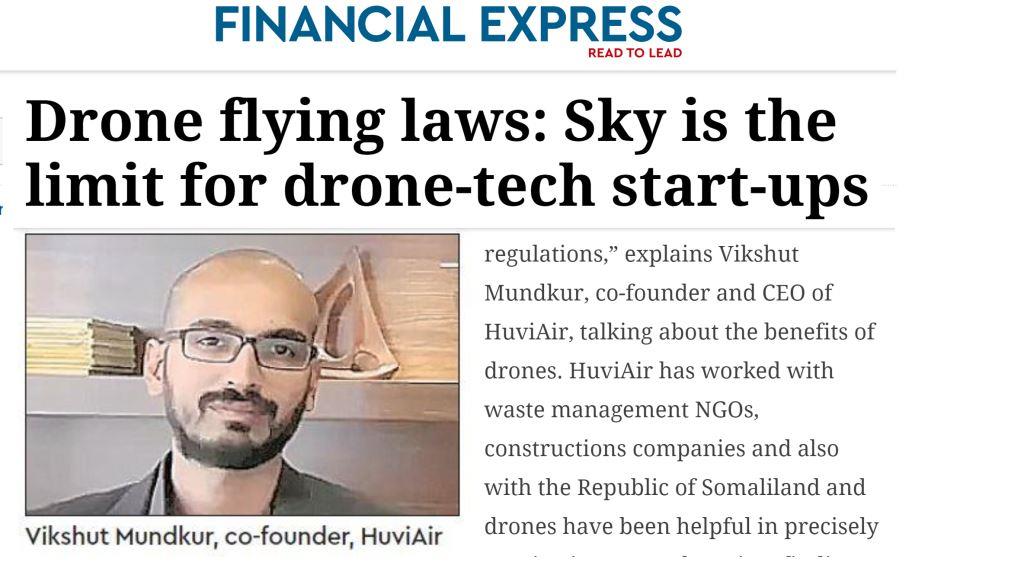 FINANCIAL EXPRESS
READ TO LEAD
Drone flying laws: Sky is the
limit for drone-tech start-ups
regulations,” explains Vikshut
Mundkur, co-founder and CEO of
HuviAir, talking about the benefits of
drones. HuviAir has worked with
waste management NGOs,
constructions companies and also
with the Republic of Somaliland and
drones have been helpful in precisely
Vikshut Mundkur, co-founder, HuviAir